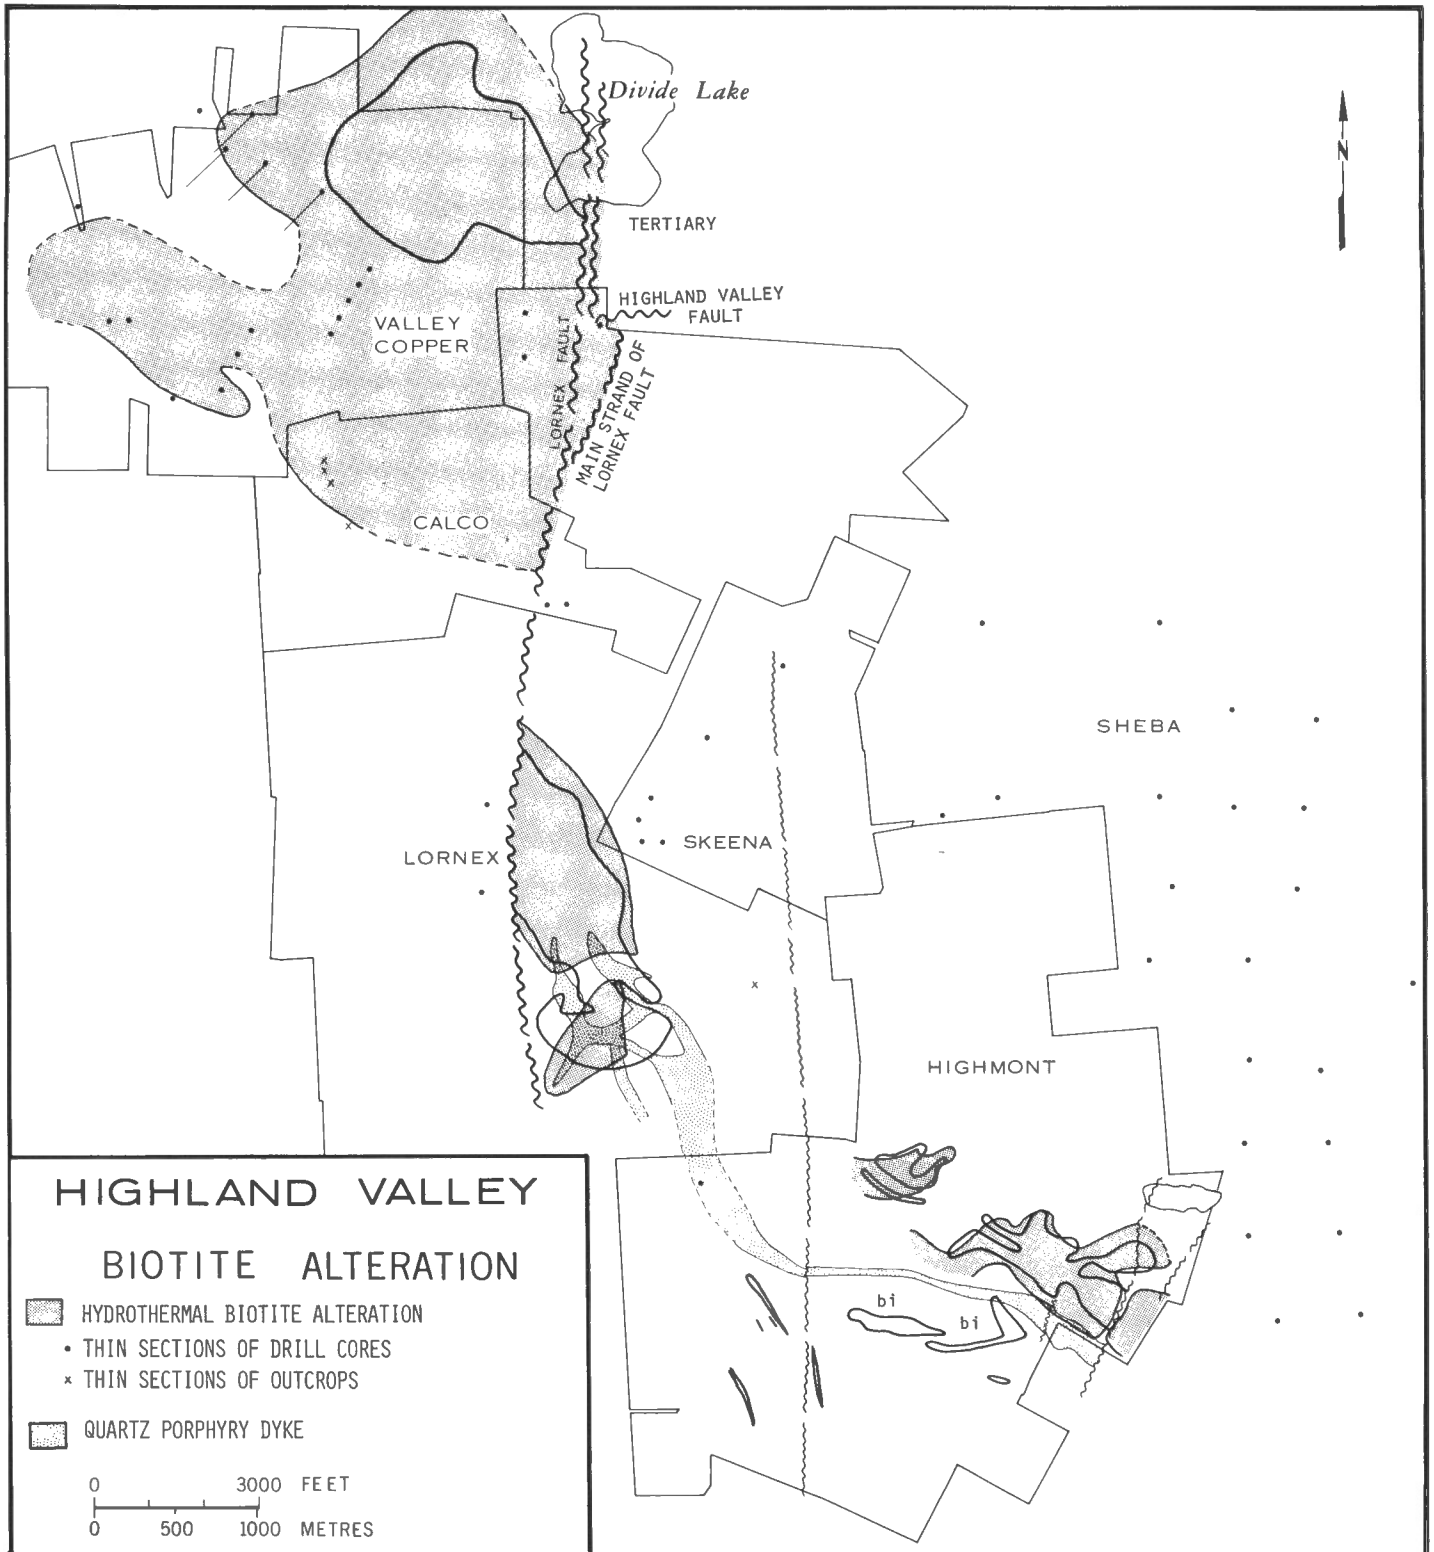 Divide Lake
N
TERTIARY
HIGHLAND VALLEY
FAULT
VALLEY
COPPER
LORNEX FAULT
MAIN STRAND OF
LORNEX FAULT
CALCO
SHEBA
LORNEX
SKEENA
HIGHMONT
bi
bi
HIGHLAND VALLEY
BIOTITE ALTERATION
HYDROTHERMAL BIOTITE ALTERATION
• THIN SECTIONS OF DRILL CORES
x THIN SECTIONS OF OUTCROPS
QUARTZ PORPHYRY DYKE
0 3000 FEET
0 500 1000 METRES